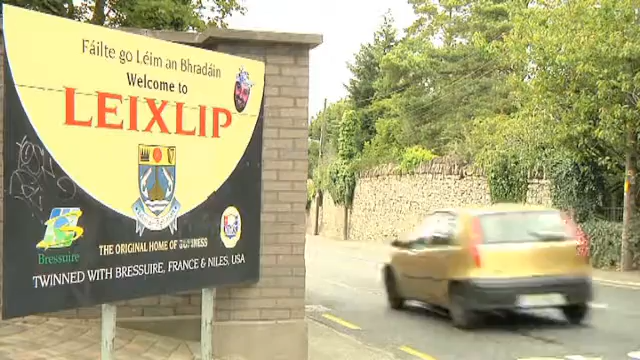 Fáilte go Léim an Bhradáin
Welcome to
LEIXLIP
Bressuire
THE ORIGINAL HOME OF
TWINNED WITH BRESSUIRE, FRANCE & NILES, USA